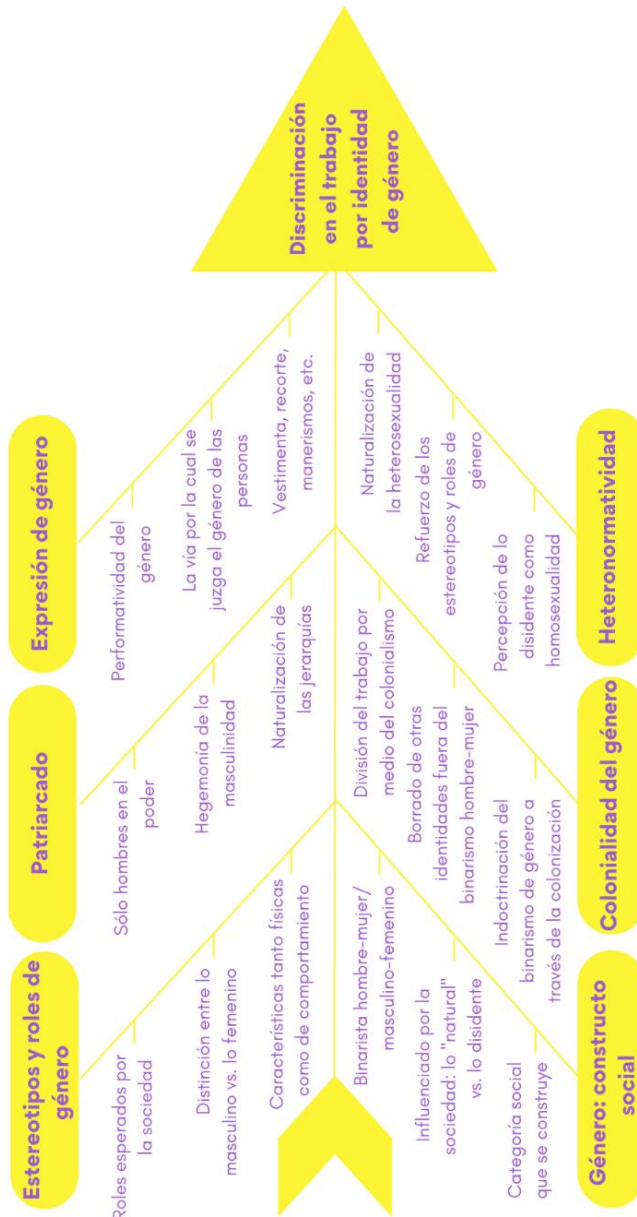 Estereotipos y roles de
género
Patriarcado
Expresión de género
Roles esperados por
la sociedad
Distinción entre lo
masculino vs. lo femenino
Características tanto físicas
como de comportamiento
Sólo hombres en el
poder
Hegemonía de la
masculinidad
Naturalización de
las jerarquías
Performatividad del
género
La vía por la cual se
juzga el género de las
personas
Vestimenta, recorte,
manerismos, etc.
Discriminación
en el trabajo
por identidad
de género
Binarista hombre-mujer/
masculino-femenino
Influenciado por la
sociedad: lo "natural"
vs. lo disidente
Categoría social
que se construye
División del trabajo por
medio del colonialismo
Borrado de otras
identidades fuera del
binarismo hombre-mujer
Indoctrinación del
binarismo de género a
través de la colonización
Naturalización de
la heterosexualidad
Refuerzo de los
estereotipos y roles de
género
Percepción de lo
disidente como
homosexualidad
Género: constructo
social
Colonialidad del género
Heteronormatividad